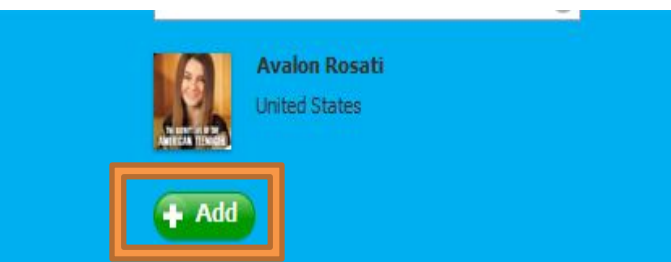 Avalon Rosati
United States
THE SECRET LIFE OF THE
AMERICAN TEENAGER
Add